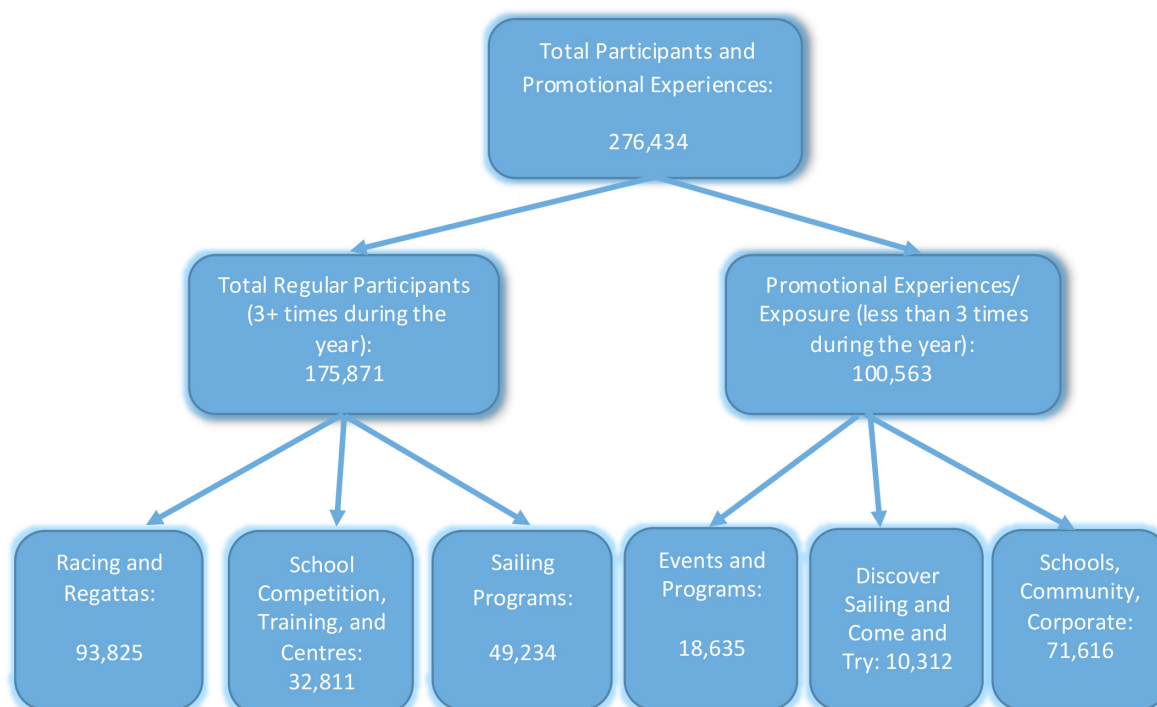 Total Participants and
Promotional Experiences:
276,434
Total Regular Participants
(3+ times during the
year):
175,871
Promotional Experiences/
Exposure (less than 3 times
during the year):
100,563
Racing and
Regattas:
93,825
School
Competition,
Training, and
Centres:
32,811
Sailing
Programs:
49,234
Events and
Programs:
18,635
Discover
Sailing and
Come and
Try: 10,312
Schools,
Community,
Corporate:
71,616